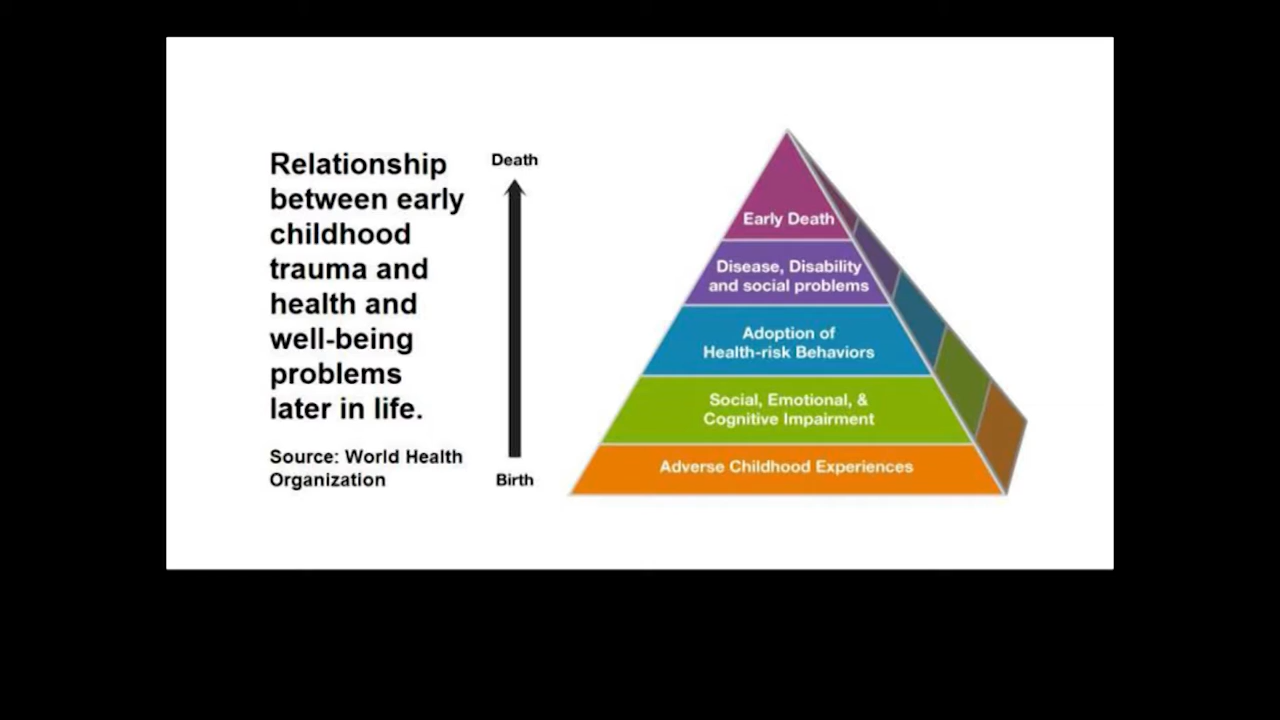 Relationship
between early
childhood
trauma and
health and
well-being
problems
later in life.
Source: World Health
Organization
Death
Birth
Early Death
Disease, Disability
and social problems
Adoption of
Health-risk Behaviors
Social, Emotional, &
Cognitive Impairment
Adverse Childhood Experiences